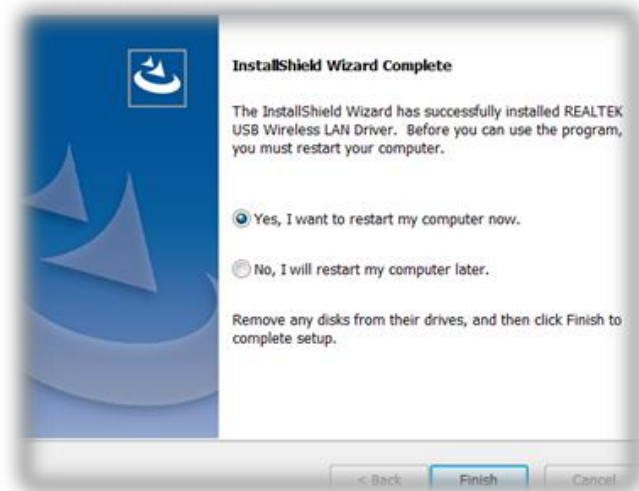 InstallShield Wizard Complete
The InstallShield Wizard has successfully installed REALTEK
USB Wireless LAN Driver. Before you can use the program,
you must restart your computer.
Yes, I want to restart my computer now.
No, I will restart my computer later.
Remove any disks from their drives, and then click Finish to
complete setup.
< Back Finish Cancel